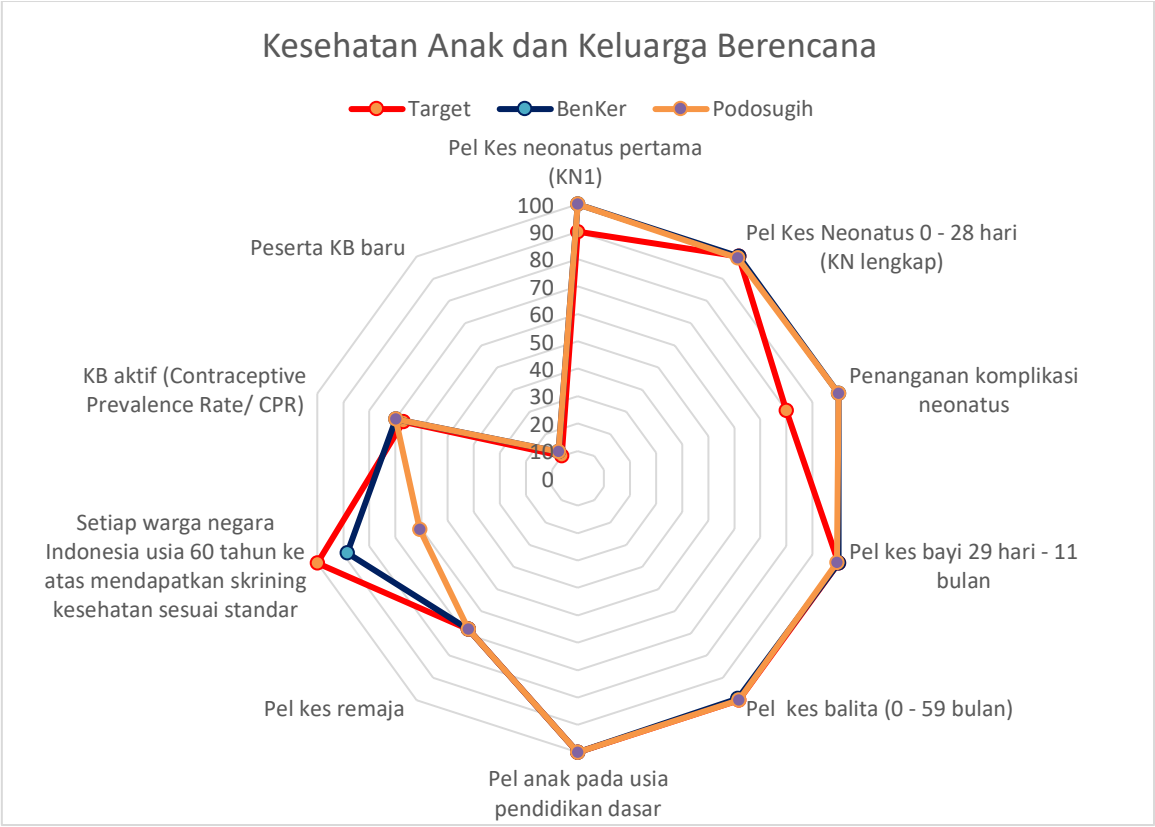 Kesehatan Anak dan Keluarga Berencana
Target
BenKer
Podosugih
Pel Kes neonatus pertama
(KN1)
Pel Kes Neonatus 0 - 28 hari
(KN lengkap)
Penanganan komplikasi
neonatus
Pel kes bayi 29 hari - 11
bulan
Pel kes balita (0 - 59 bulan)
Pel anak pada usia
pendidikan dasar
Pel kes remaja
Setiap warga negara
Indonesia usia 60 tahun ke
atas mendapatkan skrining
kesehatan sesuai standar
KB aktif (Contraceptive
Prevalence Rate/ CPR)
Peserta KB baru
100
90
80
70
60
50
40
30
20
10
0